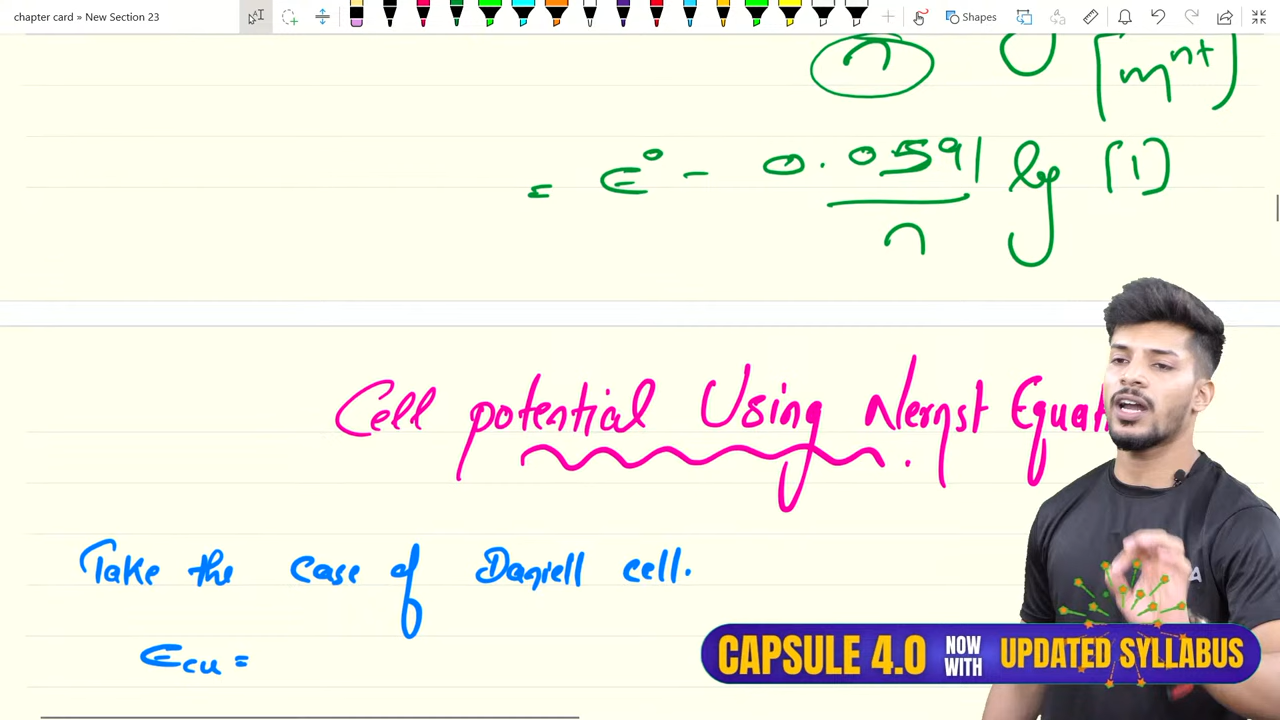 chapter card » New Section 23
Shapes
n [Mⁿ⁺]
= E° - 0.0591 log [1]
n
Cell potential Using Nernst Equat
Take the case of Daniell cell.
Ecu =
CAPSULE 4.0 NOW WITH UPDATED SYLLABUS